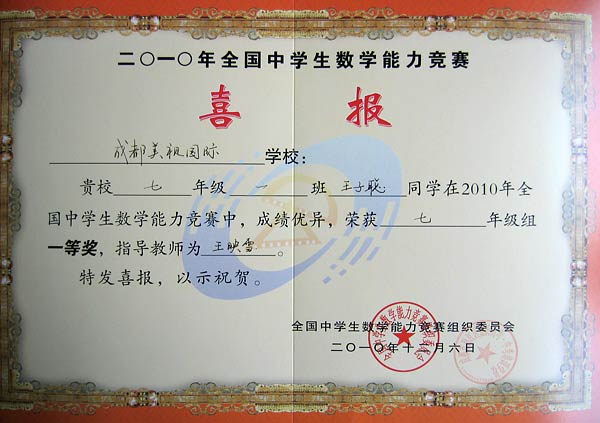 二〇一〇年全国中学生数学能力竞赛
喜报
成都美视国际学校：
贵校七年级一班王子聪同学在2010年全
国中学生数学能力竞赛中，成绩优异，荣获七年级组
一等奖，指导教师为王映雪。
特发喜报，以示祝贺。
全国中学生数学能力竞赛组织委员会
二〇一〇年十月六日